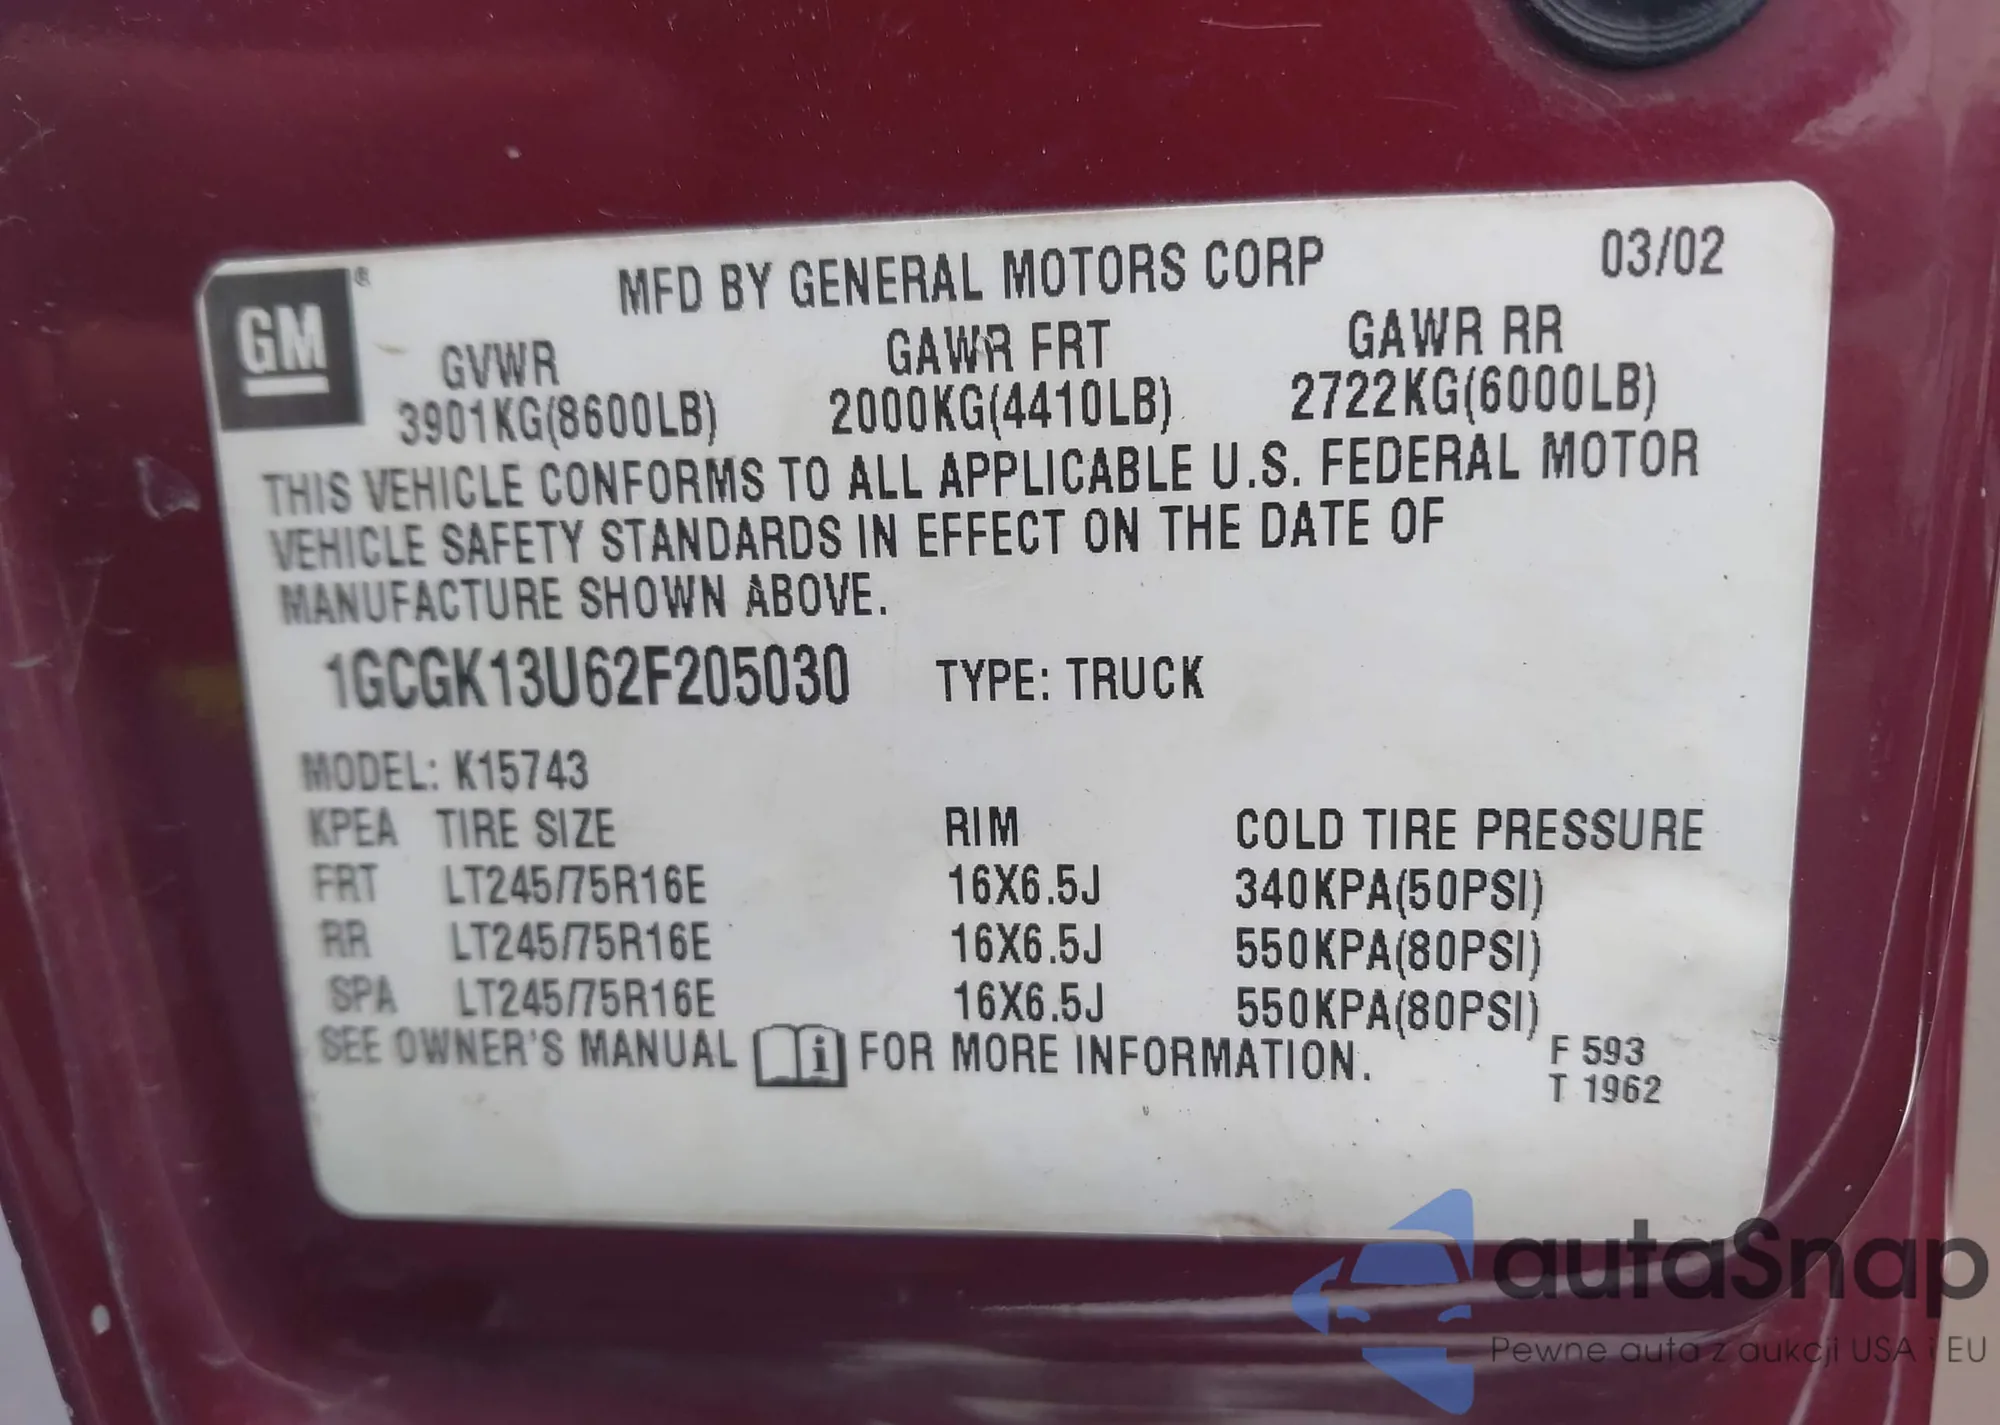 GM ® MFD BY GENERAL MOTORS CORP 03/02
GVWR GAWR FRT GAWR RR
3901KG(8600LB) 2000KG(4410LB) 2722KG(6000LB)
THIS VEHICLE CONFORMS TO ALL APPLICABLE U.S. FEDERAL MOTOR
VEHICLE SAFETY STANDARDS IN EFFECT ON THE DATE OF
MANUFACTURE SHOWN ABOVE.
1GCGK13U62F205030 TYPE: TRUCK
MODEL: K15743
KPEA TIRE SIZE RIM COLD TIRE PRESSURE
FRT LT245/75R16E 16X6.5J 340KPA(50PSI)
RR LT245/75R16E 16X6.5J 550KPA(80PSI)
SPA LT245/75R16E 16X6.5J 550KPA(80PSI)
SEE OWNER'S MANUAL i FOR MORE INFORMATION.
F 593
T 1962
autaSnap
Pewne auta z aukcji USA i EU